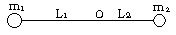 m₁ L₁ O L₂ m₂